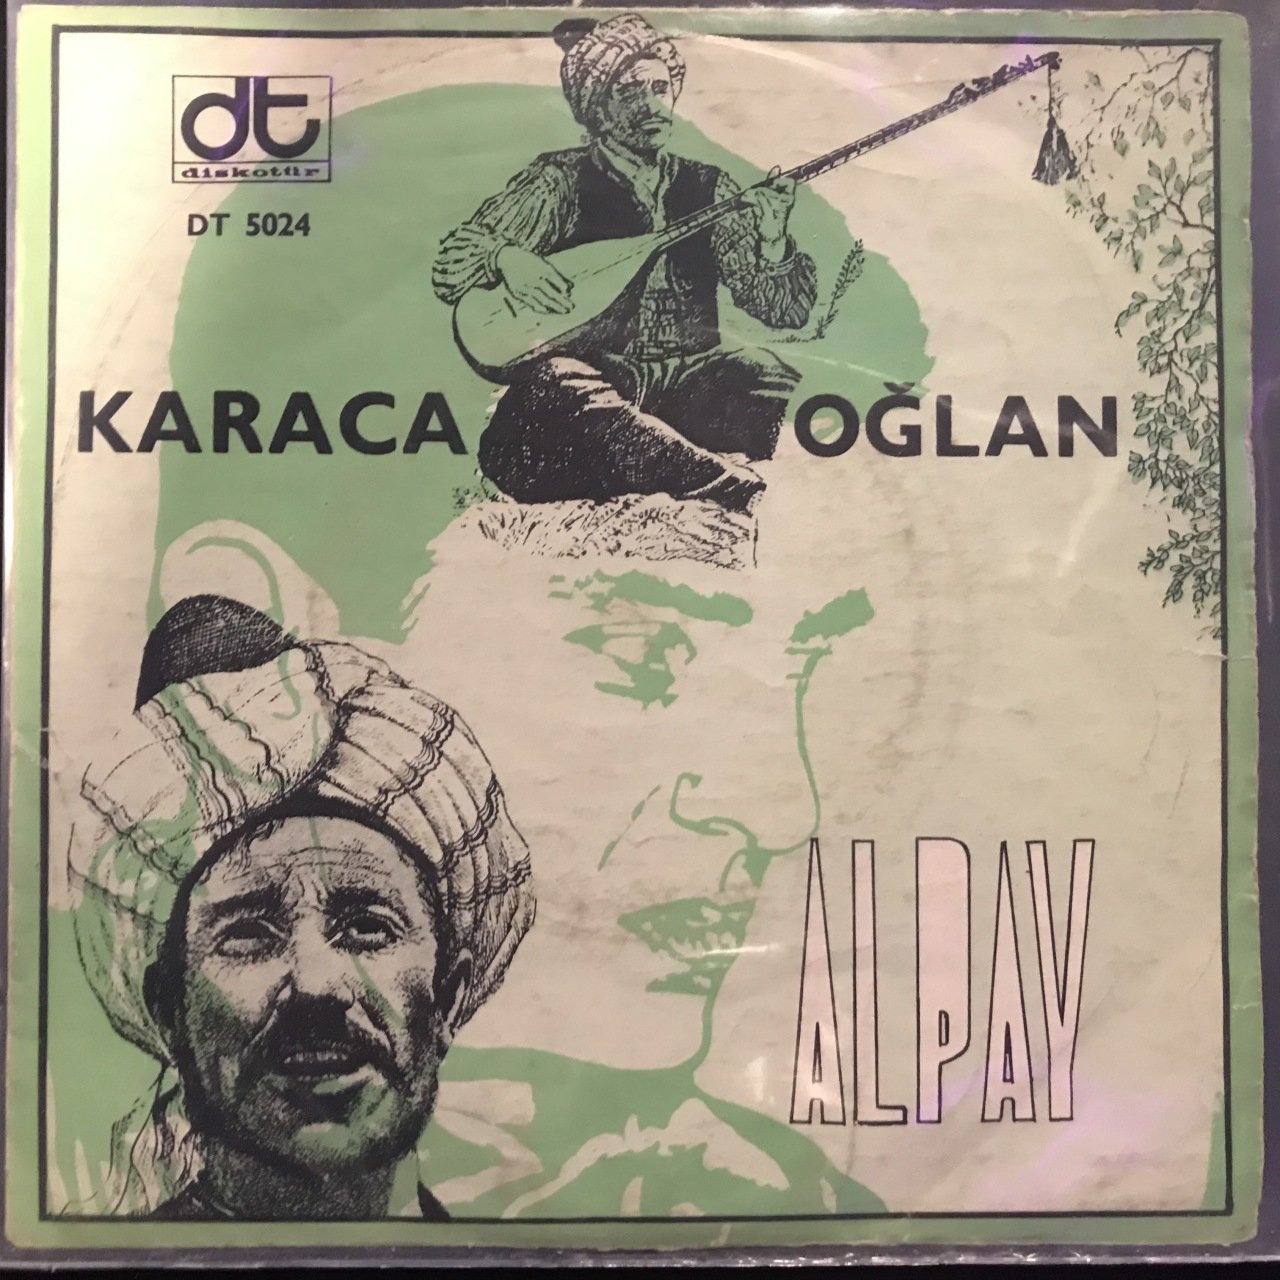 dt
diskotür
DT 5024
KARACA OĞLAN
ALPAY